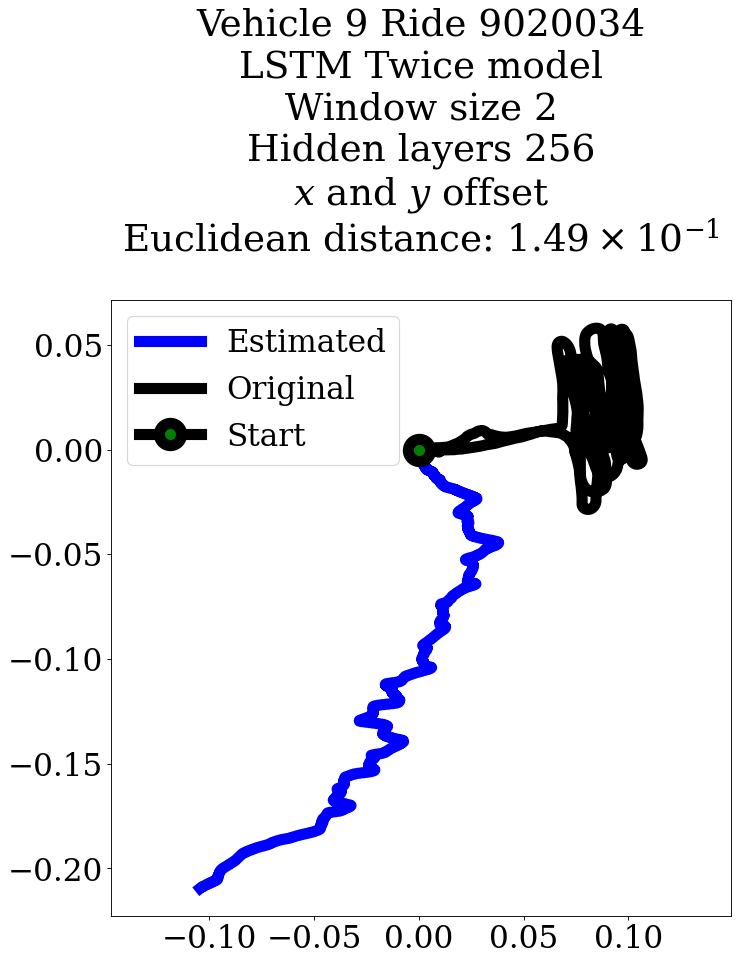 Vehicle 9 Ride 9020034
LSTM Twice model
Window size 2
Hidden layers 256
x and y offset
Euclidean distance: 1.49 × 10⁻¹
Estimated
Original
Start
0.05
0.00
−0.05
−0.10
−0.15
−0.20
−0.10 −0.05 0.00 0.05 0.10